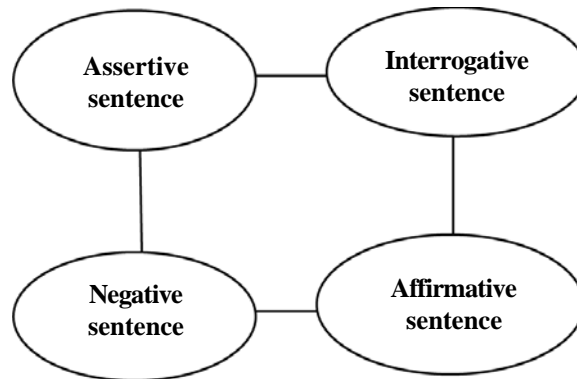 Assertive
sentence
Interrogative
sentence
Negative
sentence
Affirmative
sentence